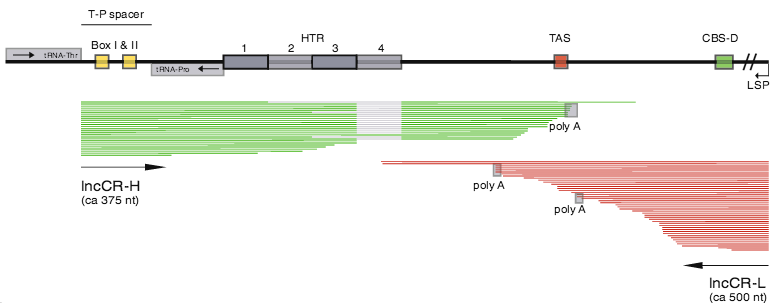 T-P spacer
HTR
tRNA-Thr
Box I & II
tRNA-Pro
1 2 3 4
TAS
CBS-D
LSP
poly A
lncCR-H
(ca 375 nt)
poly A
poly A
lncCR-L
(ca 500 nt)